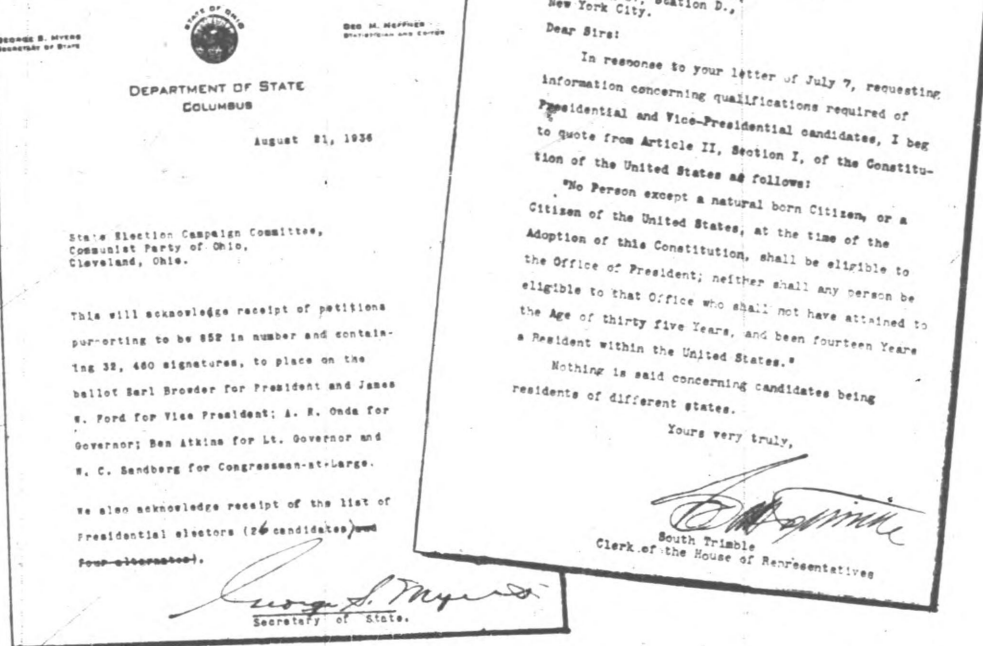 GEORGE S. MYERS
SECRETARY OF STATE
STATE OF OHIO
GEO M. HEFFNER
STATISTICIAN AND EDITOR
DEPARTMENT OF STATE
COLUMBUS
August 21, 1936
State Election Campaign Committee,
Communist Party of Ohio,
Cleveland, Ohio.
This will acknowledge receipt of petitions
purporting to be 858 in number and contain-
ing 32, 460 signatures, to place on the
ballot Earl Browder for President and James
W. Ford for Vice President; A. R. Onda for
Governor; Ben Atkins for Lt. Governor and
W. C. Sandberg for Congressman-at-Large.
We also acknowledge receipt of the list of
Presidential electors (26 candidates) and
four alternates).
George S. Myers
Secretary of State.
Station D.,
New York City.
Dear Sirs:
In response to your letter of July 7, requesting
information concerning qualifications required of
Presidential and Vice-Presidential candidates, I beg
to quote from Article II, Section I, of the Constitu-
tion of the United States as follows:
"No Person except a natural born Citizen, or a
Citizen of the United States, at the time of the
Adoption of this Constitution, shall be eligible to
the Office of President; neither shall any person be
eligible to that Office who shall not have attained to
the Age of thirty five Years, and been fourteen Years
a Resident within the United States."
Nothing is said concerning candidates being
residents of different states.
Yours very truly,
South Trimble
South Trimble
Clerk of the House of Representatives